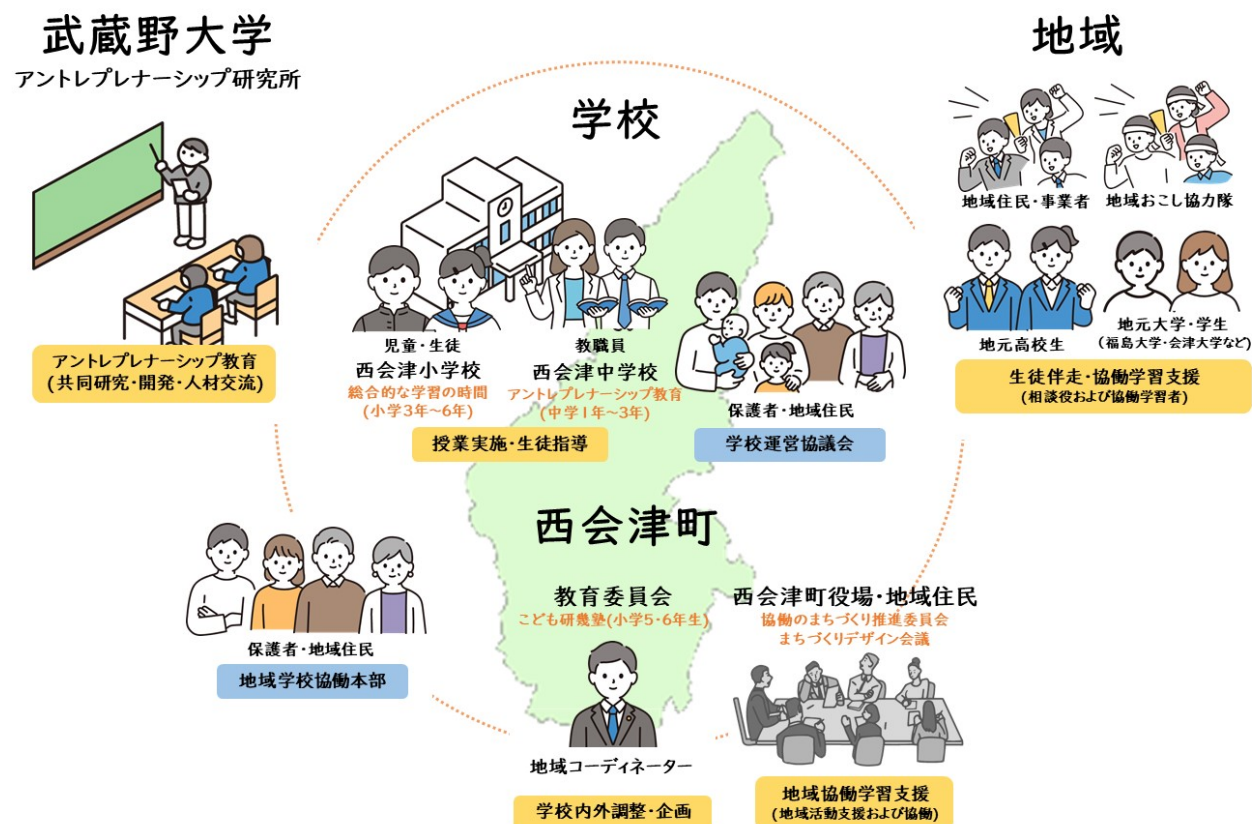 武蔵野大学
アントレプレナーシップ研究所
アントレプレナーシップ教育
(共同研究・開発・人材交流)
学校
児童・生徒
西会津小学校
総合的な学習の時間
(小学3年～6年)
教職員
西会津中学校
アントレプレナーシップ教育
(中学1年～3年)
授業実施・生徒指導
保護者・地域住民
学校運営協議会
地域
地域住民・事業者
地域おこし協力隊
地元高校生
地元大学・学生
(福島大学・会津大学など)
生徒伴走・協働学習支援
(相談役および協働学習者)
保護者・地域住民
地域学校協働本部
西会津町
教育委員会
こども研幾塾(小学5・6年生)
地域コーディネーター
学校内外調整・企画
西会津町役場・地域住民
協働のまちづくり推進委員会
まちづくりデザイン会議
地域協働学習支援
(地域活動支援および協働)